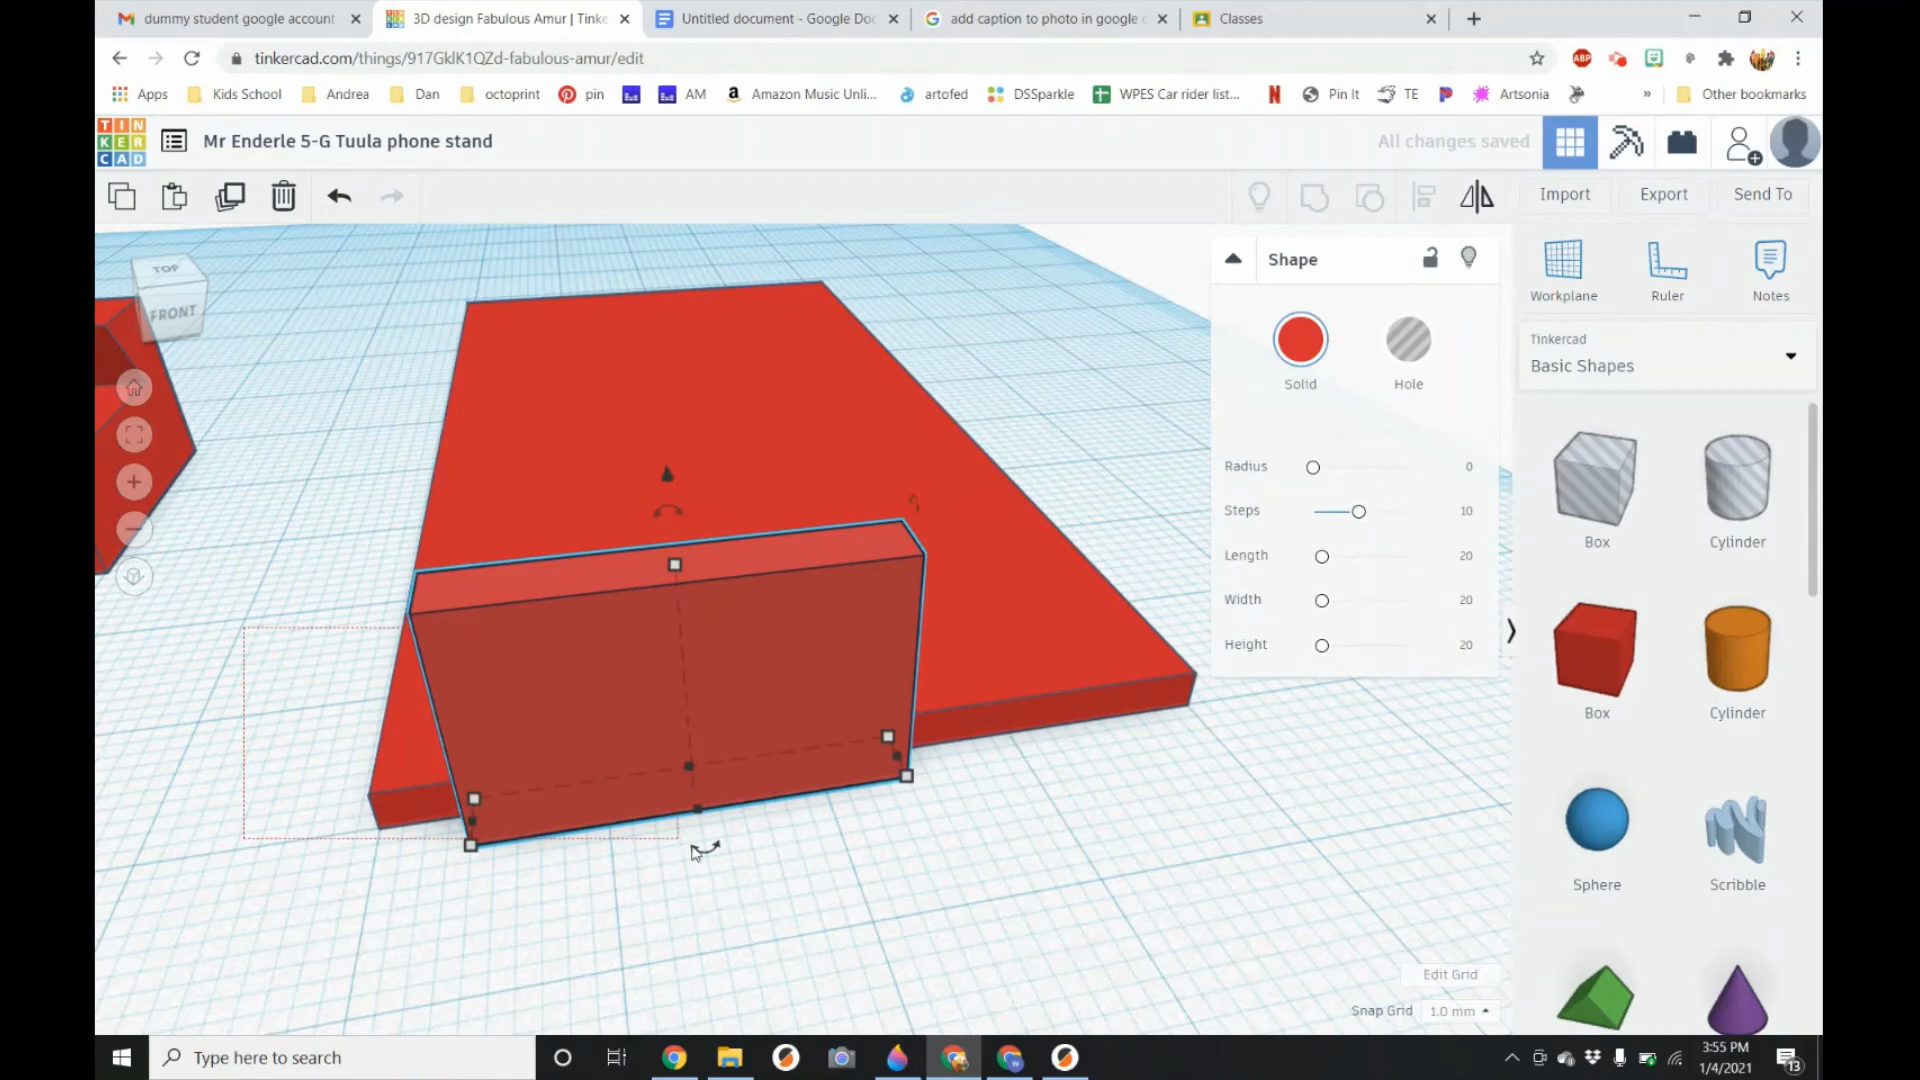 dummy student google account
3D design Fabulous Amur | Tinke
Untitled document - Google Doc
add caption to photo in google c
Classes
tinkercad.com/things/917GklK1QZd-fabulous-amur/edit
ABP
Apps
Kids School
Andrea
Dan
octoprint
pin
AM
Amazon Music Unli...
artofed
DSSparkle
WPES Car rider list...
Pin It
TE
Artsonia
»
Other bookmarks
TIN
KER
CAD
Mr Enderle 5-G Tuula phone stand
All changes saved
Import
Export
Send To
TOP
FRONT
Shape
Solid
Hole
Radius 0
Steps 10
Length 20
Width 20
Height 20
Workplane
Ruler
Notes
Tinkercad
Basic Shapes
Box
Cylinder
Box
Cylinder
Sphere
Scribble
Edit Grid
Snap Grid 1.0 mm
Type here to search
3:55 PM
1/4/2021
13